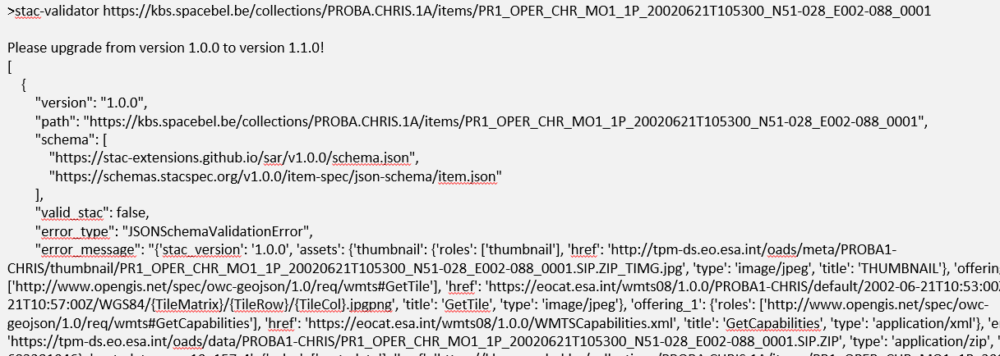 >stac-validator https://kbs.spacebel.be/collections/PROBA.CHRIS.1A/items/PR1_OPER_CHR_MO1_1P_20020621T105300_N51-028_E002-088_0001
Please upgrade from version 1.0.0 to version 1.1.0!
[
{
"version": "1.0.0",
"path": "https://kbs.spacebel.be/collections/PROBA.CHRIS.1A/items/PR1_OPER_CHR_MO1_1P_20020621T105300_N51-028_E002-088_0001",
"schema": [
"https://stac-extensions.github.io/sar/v1.0.0/schema.json",
"https://schemas.stacspec.org/v1.0.0/item-spec/json-schema/item.json"
],
"valid_stac": false,
"error_type": "JSONSchemaValidationError",
"error_message": "{'stac_version': '1.0.0', 'assets': {'thumbnail': {'roles': ['thumbnail'], 'href': 'http://tpm-ds.eo.esa.int/oads/meta/PROBA1-
CHRIS/thumbnail/PR1_OPER_CHR_MO1_1P_20020621T105300_N51-028_E002-088_0001.SIP.ZIP_TIMG.jpg', 'type': 'image/jpeg', 'title': 'THUMBNAIL'}, 'offering
['http://www.opengis.net/spec/owc-geojson/1.0/req/wmts#GetTile'], 'href': 'https://eocat.esa.int/wmts08/1.0.0/PROBA1-CHRIS/default/2002-06-21T10:53:00Z
21T10:57:00Z/WGS84/{TileMatrix}/{TileRow}/{TileCol}.jpgpng', 'title': 'GetTile', 'type': 'image/jpeg'}, 'offering_1': {'roles': ['http://www.opengis.net/spec/owc-
geojson/1.0/req/wmts#GetCapabilities'], 'href': 'https://eocat.esa.int/wmts08/1.0.0/WMTSCapabilities.xml', 'title': 'GetCapabilities', 'type': 'application/xml'}, 'e
'https://tpm-ds.eo.esa.int/oads/data/PROBA1-CHRIS/PR1_OPER_CHR_MO1_1P_20020621T105300_N51-028_E002-088_0001.SIP.ZIP', 'type': 'application/zip', '